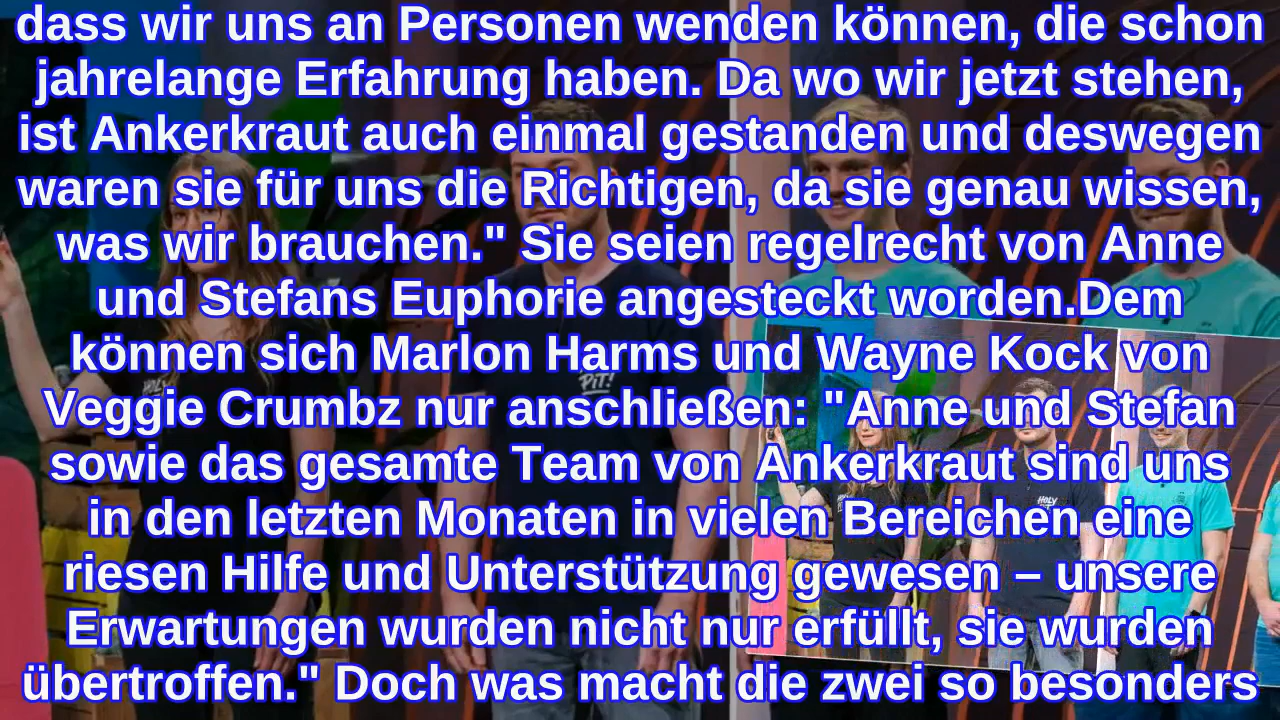 dass wir uns an Personen wenden können, die schon
jahrelange Erfahrung haben. Da wo wir jetzt stehen,
ist Ankerkraut auch einmal gestanden und deswegen
waren sie für uns die Richtigen, da sie genau wissen,
was wir brauchen." Sie seien regelrecht von Anne
und Stefans Euphorie angesteckt worden.Dem
können sich Marlon Harms und Wayne Kock von
Veggie Crumbz nur anschließen: "Anne und Stefan
sowie das gesamte Team von Ankerkraut sind uns
in den letzten Monaten in vielen Bereichen eine
riesen Hilfe und Unterstützung gewesen – unsere
Erwartungen wurden nicht nur erfüllt, sie wurden
übertroffen." Doch was macht die zwei so besonders
HOLY
PIT!
HOLY